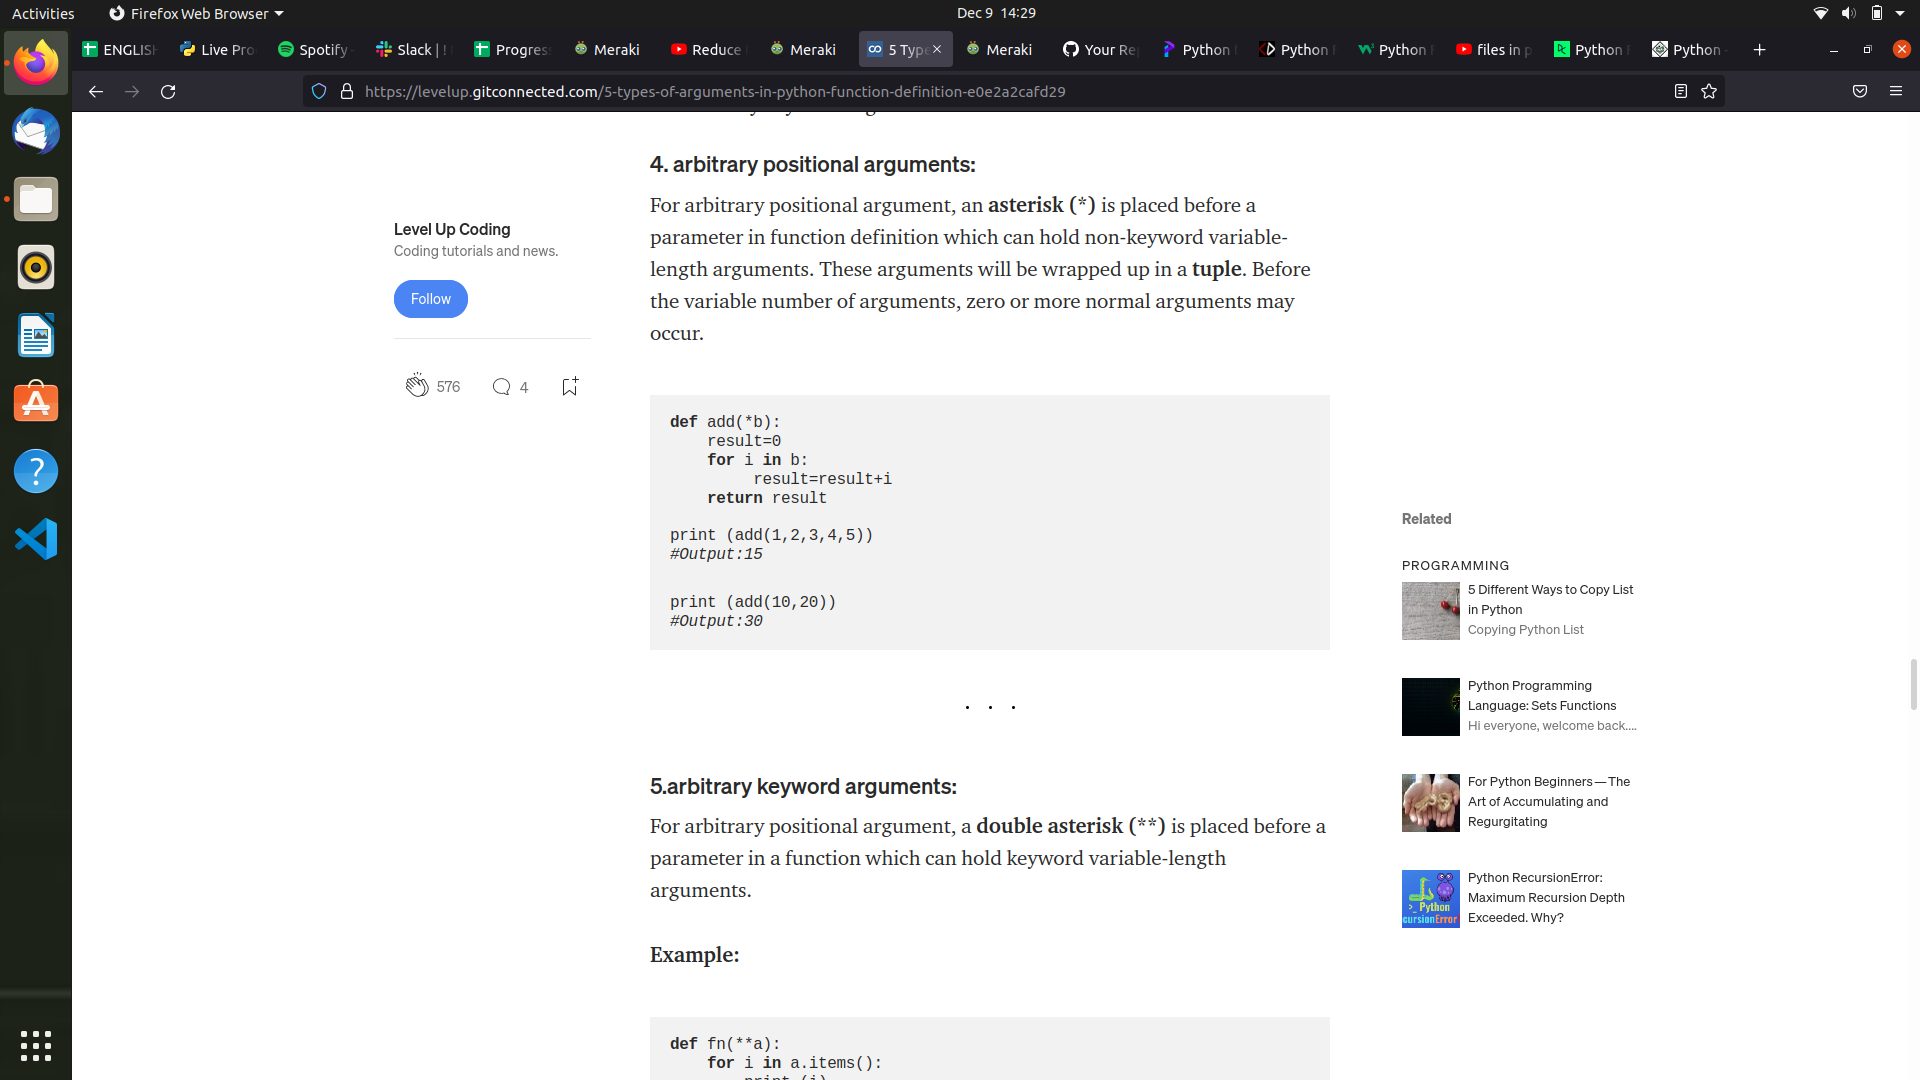 Activities
Firefox Web Browser
Dec 9 14:29
ENGLISH
Live Pro
Spotify
Slack | !
Progress
Meraki
Reduce
Meraki
5 Type
Meraki
Your Re
Python
Python
Python
files in p
Python
Python
https://levelup.gitconnected.com/5-types-of-arguments-in-python-function-definition-e0e2a2cafd29
4. arbitrary positional arguments:
For arbitrary positional argument, an asterisk (*) is placed before a
parameter in function definition which can hold non-keyword variable-
length arguments. These arguments will be wrapped up in a tuple. Before
the variable number of arguments, zero or more normal arguments may
occur.
Level Up Coding
Coding tutorials and news.
Follow
576
4
def add(*b):
    result=0
    for i in b:
         result=result+i
    return result
print (add(1,2,3,4,5))
#Output:15
print (add(10,20))
#Output:30
. . .
5.arbitrary keyword arguments:
For arbitrary positional argument, a double asterisk (**) is placed before a
parameter in a function which can hold keyword variable-length
arguments.
Example:
def fn(**a):
    for i in a.items():
        print (i)
Related
PROGRAMMING
5 Different Ways to Copy List
in Python
Copying Python List
Python Programming
Language: Sets Functions
Hi everyone, welcome back....
For Python Beginners — The
Art of Accumulating and
Regurgitating
Python RecursionError:
Maximum Recursion Depth
Exceeded. Why?
>_ Python
cursionError